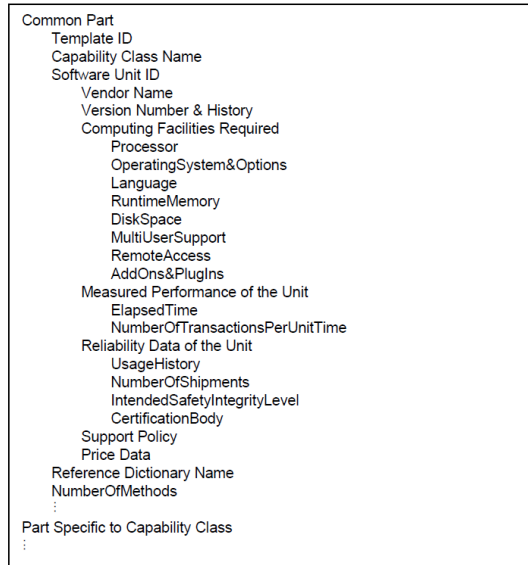 Common Part
Template ID
Capability Class Name
Software Unit ID
Vendor Name
Version Number & History
Computing Facilities Required
Processor
OperatingSystem&Options
Language
RuntimeMemory
DiskSpace
MultiUserSupport
RemoteAccess
AddOns&PlugIns
Measured Performance of the Unit
ElapsedTime
NumberOfTransactionsPerUnitTime
Reliability Data of the Unit
UsageHistory
NumberOfShipments
IntendedSafetyIntegrityLevel
CertificationBody
Support Policy
Price Data
Reference Dictionary Name
NumberOfMethods
⋮
Part Specific to Capability Class
⋮